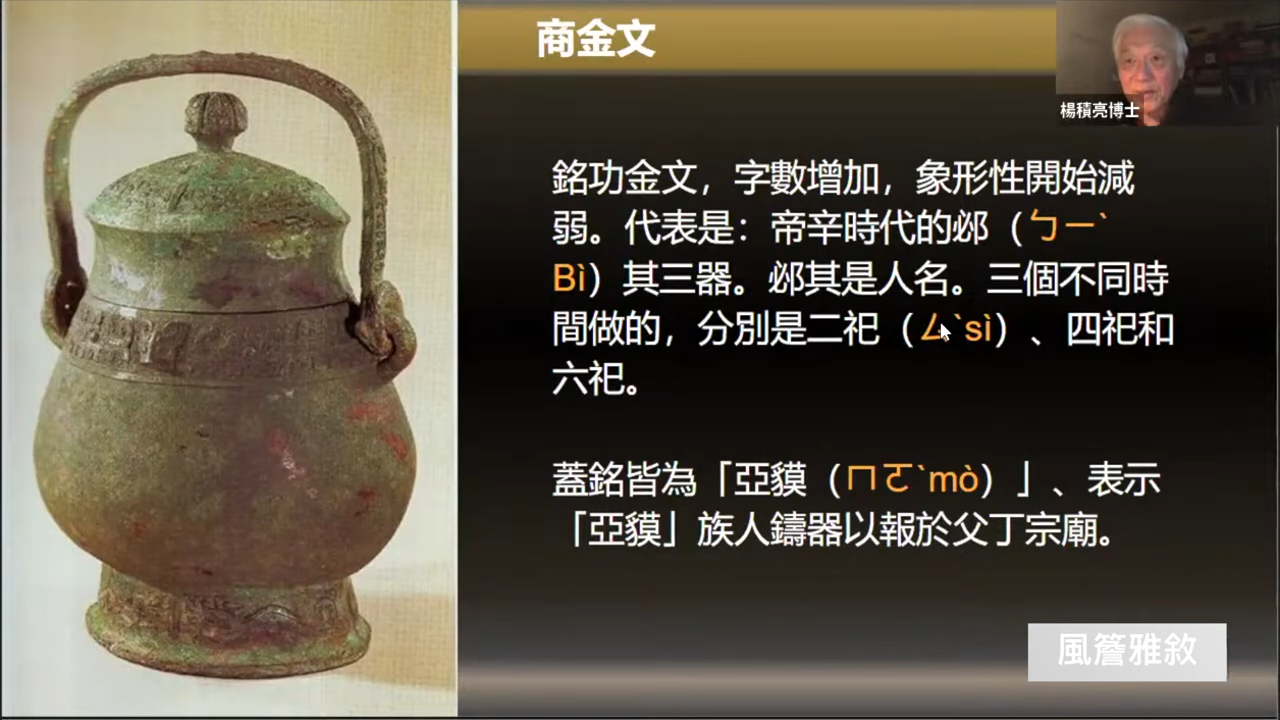 商金文
楊積亮博士
銘功金文，字數增加，象形性開始減
弱。代表是：帝辛時代的邲（ㄅㄧˋ
Bì）其三器。邲其是人名。三個不同時
間做的，分別是二祀（ㄙˋsì）、四祀和
六祀。
蓋銘皆為「亞貘（ㄇㄛˋmò）」、表示
「亞貘」族人鑄器以報於父丁宗廟。
風簷雅敘